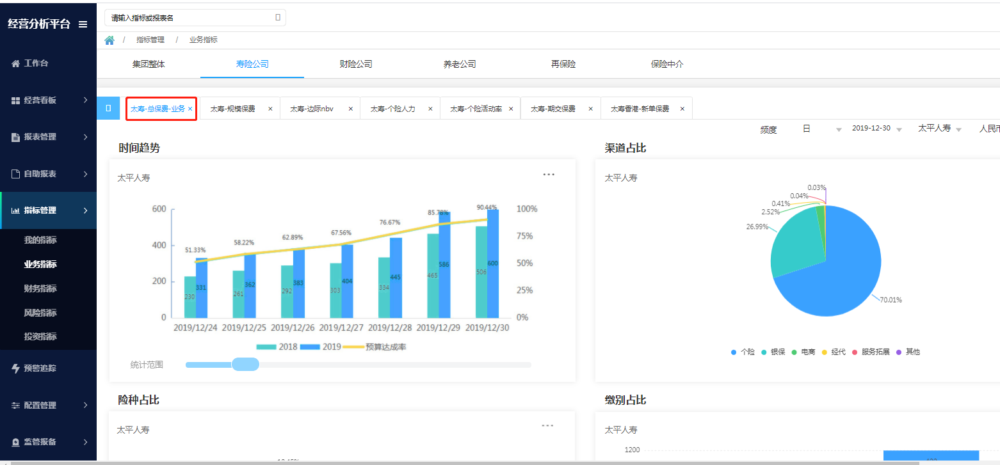 经营分析平台
请输入指标或报表名
/ 指标管理 / 业务指标
集团整体 寿险公司 财险公司 养老公司 再保险 保险中介
太寿-总保费-业务 × 太寿-规模保费 × 太寿-边际nbv × 太寿-个险人力 × 太寿-个险活动率 × 太寿-期交保费 × 太寿香港-新单保费 ×
频度 日 2019-12-30 太平人寿 人民币
工作台
经营看板
报表管理
自助报表
指标管理
我的指标
业务指标
财务指标
风险指标
投资指标
预警追踪
配置管理
监管报备
时间趋势
太平人寿
600 400 200 0
100% 75% 50% 25% 0%
51.33% 58.22% 62.89% 67.56% 76.67% 85.78% 90.44%
230 331 261 362 292 383 303 404 334 445 465 586 506 600
2019/12/24 2019/12/25 2019/12/26 2019/12/27 2019/12/28 2019/12/29 2019/12/30
2018 2019 预算达成率
统计范围
渠道占比
太平人寿
0.03%
0.04%
0.41%
2.52%
26.99%
70.01%
个险 银保 电商 经代 服务拓展 其他
险种占比
太平人寿
缴别占比
太平人寿
1200